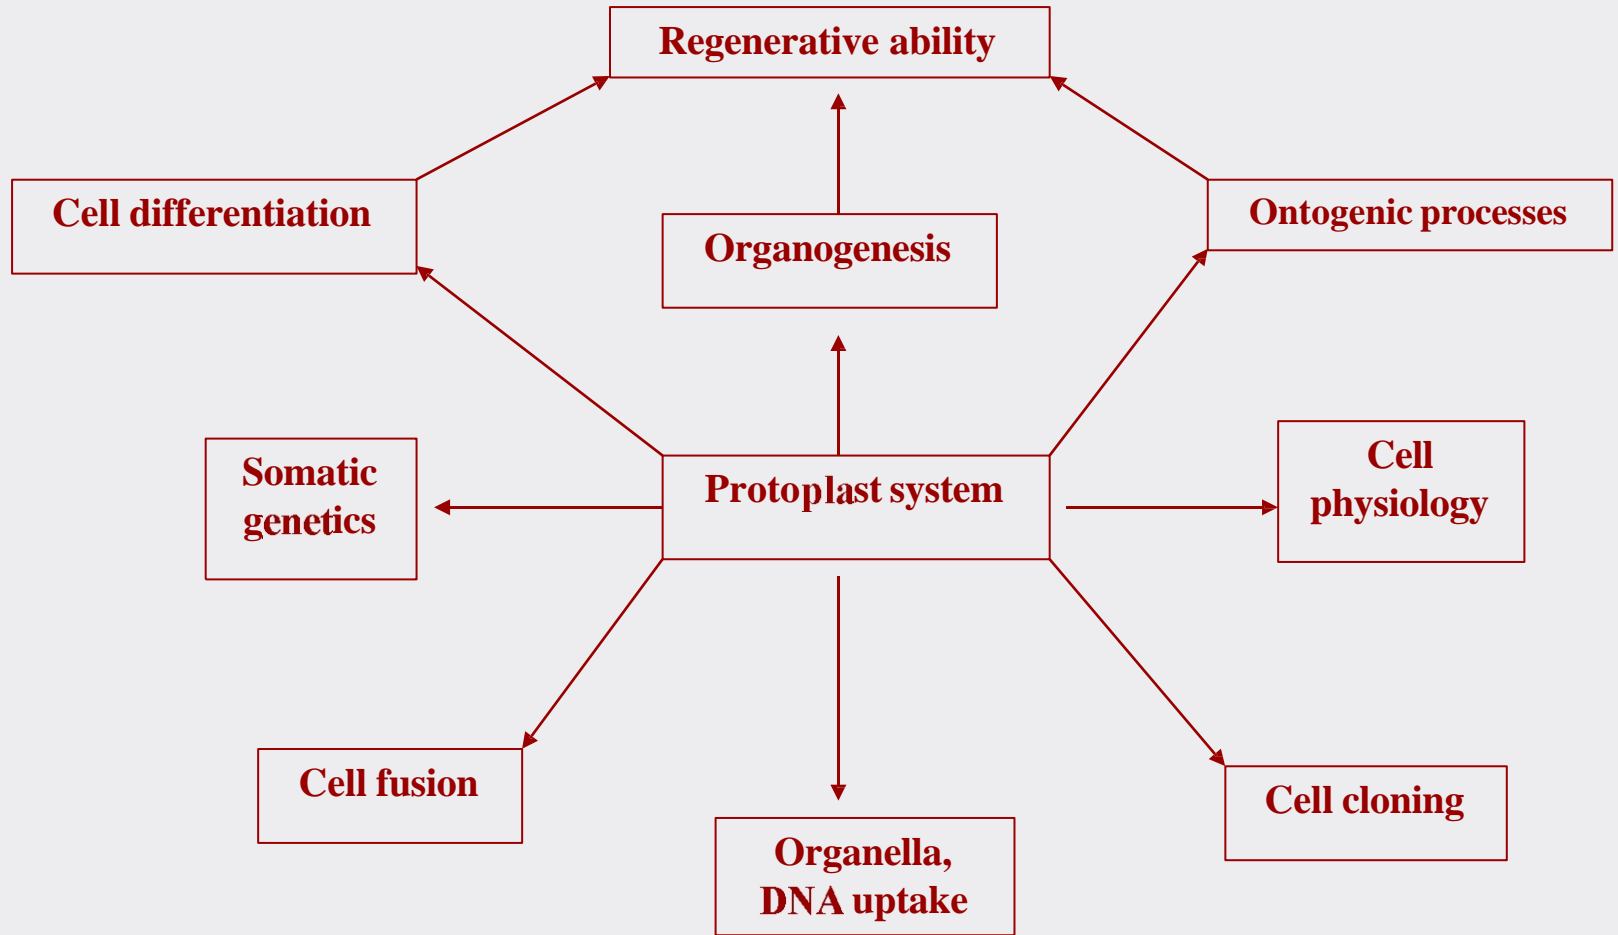 Regenerative ability
Cell differentiation
Organogenesis
Ontogenic processes
Somatic
genetics
Protoplast system
Cell
physiology
Cell fusion
Organella,
DNA uptake
Cell cloning